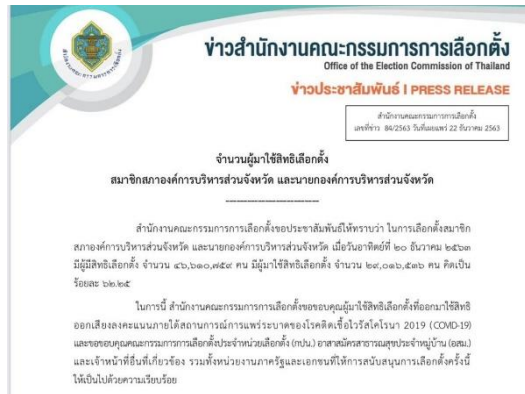 ข่าวสำนักงานคณะกรรมการการเลือกตั้ง
Office of the Election Commission of Thailand
ข่าวประชาสัมพันธ์ I PRESS RELEASE
สำนักงานคณะกรรมการการเลือกตั้ง
เลขที่ข่าว 84/2563 วันที่เผยแพร่ 22 ธันวาคม 2563
จำนวนผู้มาใช้สิทธิเลือกตั้ง
สมาชิกสภาองค์การบริหารส่วนจังหวัด และนายกองค์การบริหารส่วนจังหวัด
สำนักงานคณะกรรมการการเลือกตั้งขอประชาสัมพันธ์ให้ทราบว่า ในการเลือกตั้งสมาชิก
สภาองค์การบริหารส่วนจังหวัด และนายกองค์การบริหารส่วนจังหวัด เมื่อวันอาทิตย์ที่ ๒๐ ธันวาคม ๒๕๖๓
มีผู้มีสิทธิเลือกตั้ง จำนวน ๔๖,๖๑๐,๗๕๙ คน มีผู้มาใช้สิทธิเลือกตั้ง จำนวน ๒๙,๐๑๖,๕๓๖ คน คิดเป็น
ร้อยละ ๖๒.๒๕
ในการนี้ สำนักงานคณะกรรมการการเลือกตั้งขอขอบคุณผู้มาใช้สิทธิเลือกตั้งที่ออกมาใช้สิทธิ
ออกเสียงลงคะแนนภายใต้สถานการณ์การแพร่ระบาดของโรคติดเชื้อไวรัสโคโรนา 2019 (COVID-19)
และขอขอบคุณคณะกรรมการการเลือกตั้งประจำหน่วยเลือกตั้ง (กปน.) อาสาสมัครสาธารณสุขประจำหมู่บ้าน (อสม.)
และเจ้าหน้าที่อื่นที่เกี่ยวข้อง รวมทั้งหน่วยงานภาครัฐและเอกชนที่ให้การสนับสนุนการเลือกตั้งครั้งนี้
ให้เป็นไปด้วยความเรียบร้อย